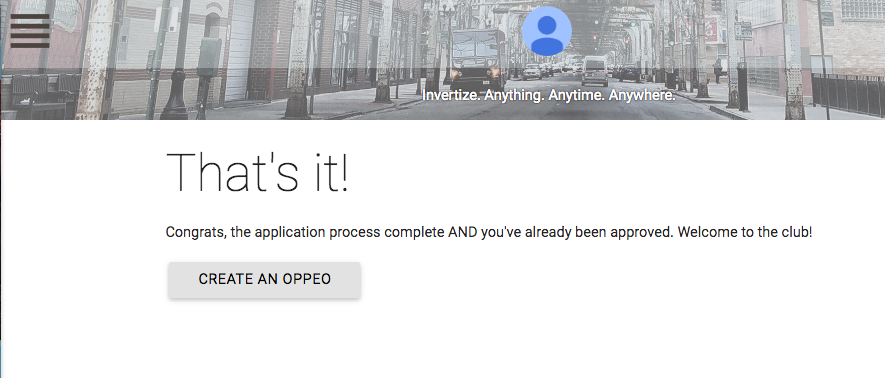 Invertize. Anything. Anytime. Anywhere.
That's it!
Congrats, the application process complete AND you've already been approved. Welcome to the club!
CREATE AN OPPEO